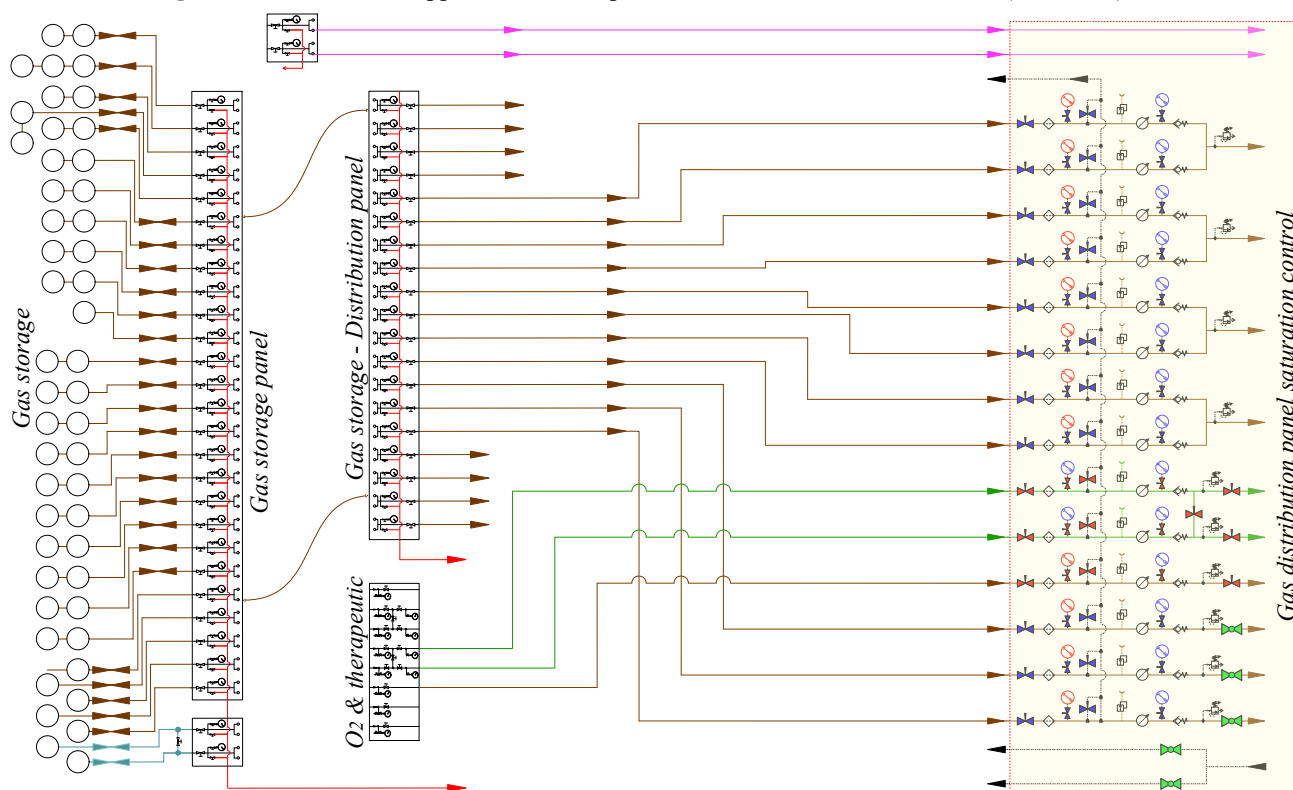 Gas storage
Gas storage panel
Gas storage - Distribution panel
O2 & therapeutic
Gas distribution panel saturation control